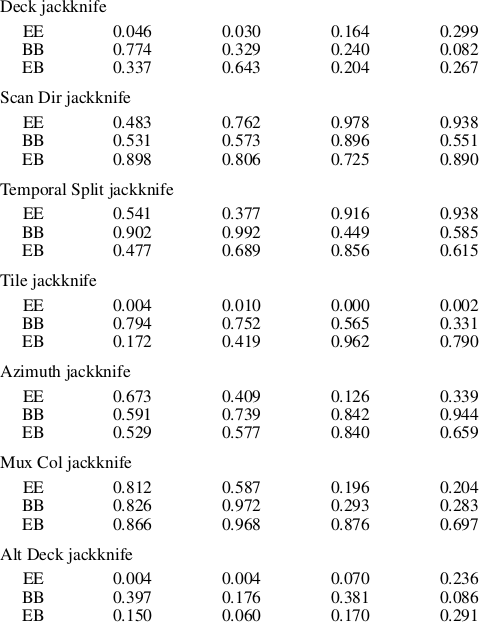 Deck jackknife
EE 0.046 0.030 0.164 0.299
BB 0.774 0.329 0.240 0.082
EB 0.337 0.643 0.204 0.267
Scan Dir jackknife
EE 0.483 0.762 0.978 0.938
BB 0.531 0.573 0.896 0.551
EB 0.898 0.806 0.725 0.890
Temporal Split jackknife
EE 0.541 0.377 0.916 0.938
BB 0.902 0.992 0.449 0.585
EB 0.477 0.689 0.856 0.615
Tile jackknife
EE 0.004 0.010 0.000 0.002
BB 0.794 0.752 0.565 0.331
EB 0.172 0.419 0.962 0.790
Azimuth jackknife
EE 0.673 0.409 0.126 0.339
BB 0.591 0.739 0.842 0.944
EB 0.529 0.577 0.840 0.659
Mux Col jackknife
EE 0.812 0.587 0.196 0.204
BB 0.826 0.972 0.293 0.283
EB 0.866 0.968 0.876 0.697
Alt Deck jackknife
EE 0.004 0.004 0.070 0.236
BB 0.397 0.176 0.381 0.086
EB 0.150 0.060 0.170 0.291